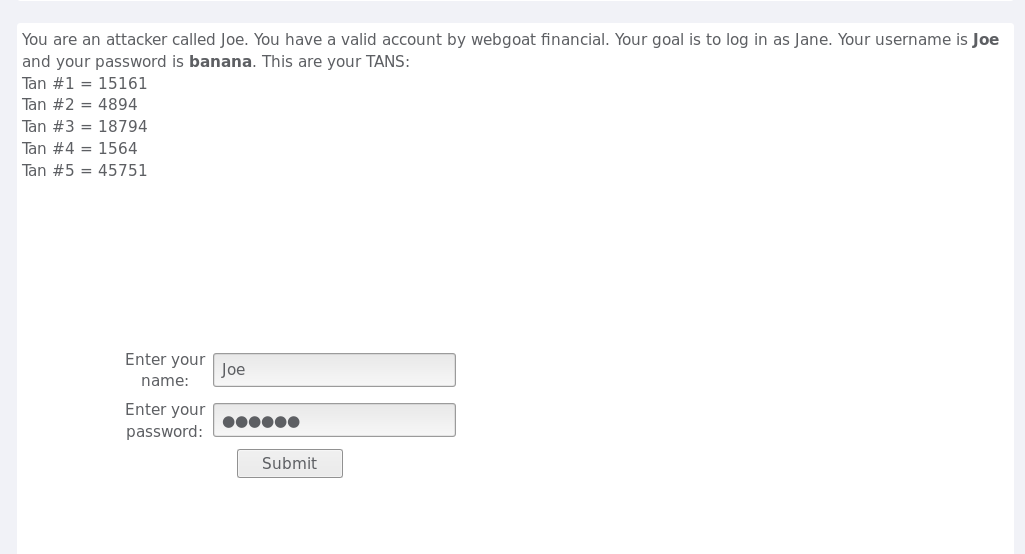 You are an attacker called Joe. You have a valid account by webgoat financial. Your goal is to log in as Jane. Your username is Joe
and your password is banana. This are your TANS:
Tan #1 = 15161
Tan #2 = 4894
Tan #3 = 18794
Tan #4 = 1564
Tan #5 = 45751
Enter your
name:
Joe
Enter your
password:
●●●●●●
Submit